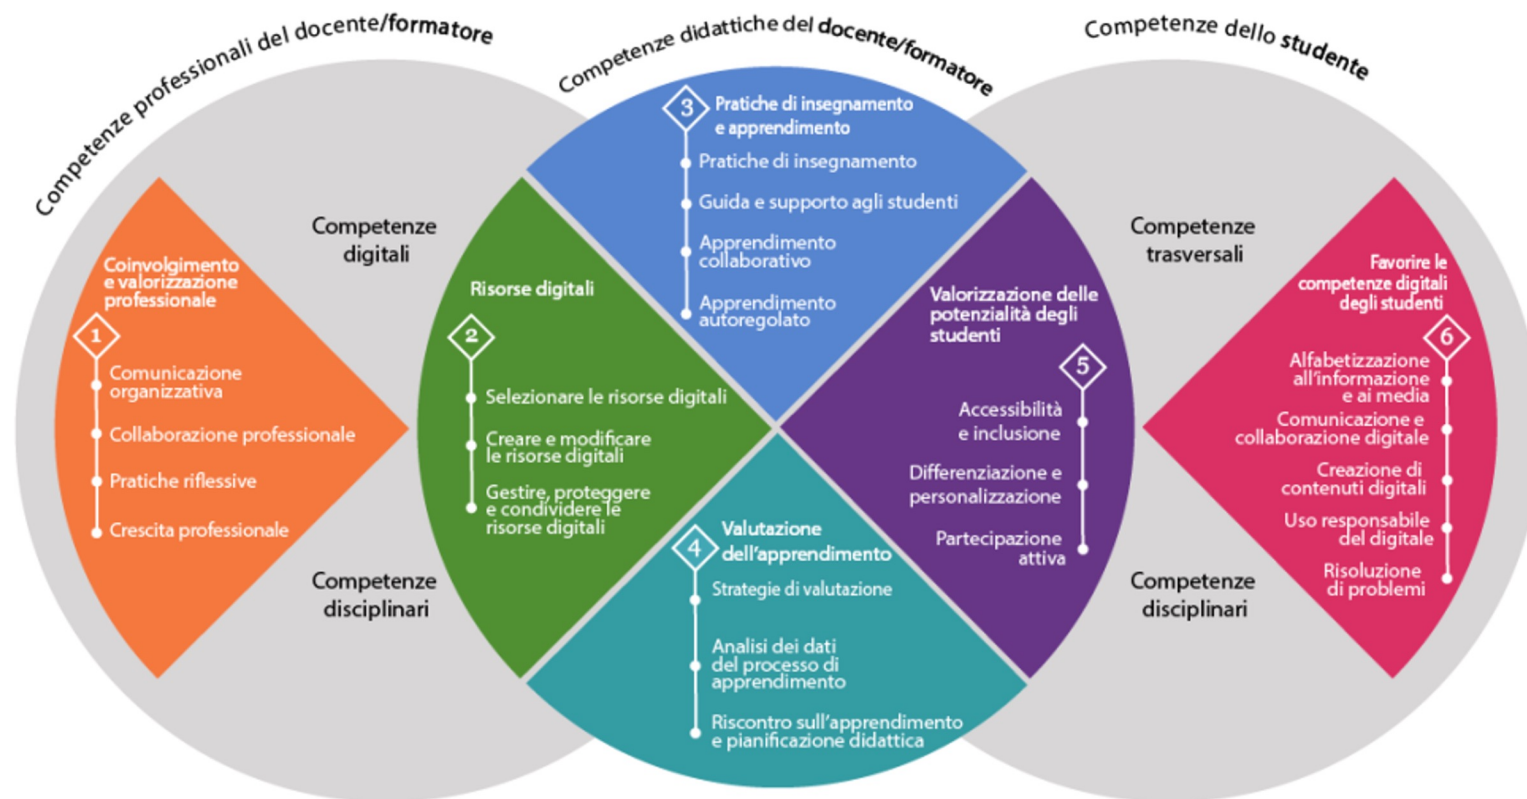 Competenze professionali del docente/formatore
Competenze didattiche del docente/formatore
Competenze dello studente
Competenze
digitali
Competenze
disciplinari
Coinvolgimento
e valorizzazione
professionale
1
Comunicazione
organizzativa
Collaborazione professionale
Pratiche riflessive
Crescita professionale
Risorse digitali
2
Selezionare le risorse digitali
Creare e modificare
le risorse digitali
Gestire, proteggere
e condividere le
risorse digitali
3
Pratiche di insegnamento
e apprendimento
Pratiche di insegnamento
Guida e supporto agli studenti
Apprendimento
collaborativo
Apprendimento
autoregolato
4
Valutazione
dell'apprendimento
Strategie di valutazione
Analisi dei dati
del processo di
apprendimento
Riscontro sull'apprendimento
e pianificazione didattica
Valorizzazione delle
potenzialità degli
studenti
5
Accessibilità
e inclusione
Differenziazione e
personalizzazione
Partecipazione
attiva
Competenze
trasversali
Competenze
disciplinari
Favorire le
competenze digitali
degli studenti
6
Alfabetizzazione
all'informazione
e ai media
Comunicazione e
collaborazione digitale
Creazione di
contenuti digitali
Uso responsabile
del digitale
Risoluzione
di problemi